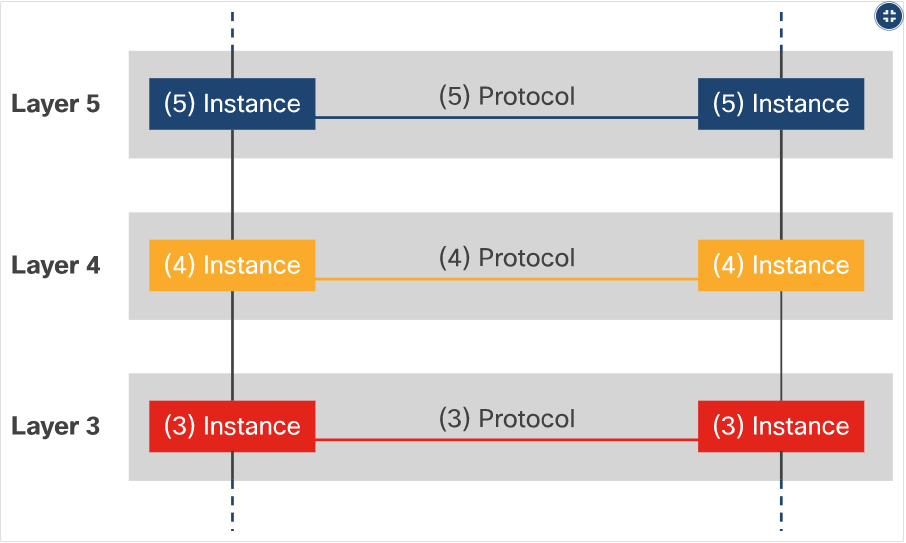 Layer 5
(5) Instance
(5) Protocol
(5) Instance
Layer 4
(4) Instance
(4) Protocol
(4) Instance
Layer 3
(3) Instance
(3) Protocol
(3) Instance